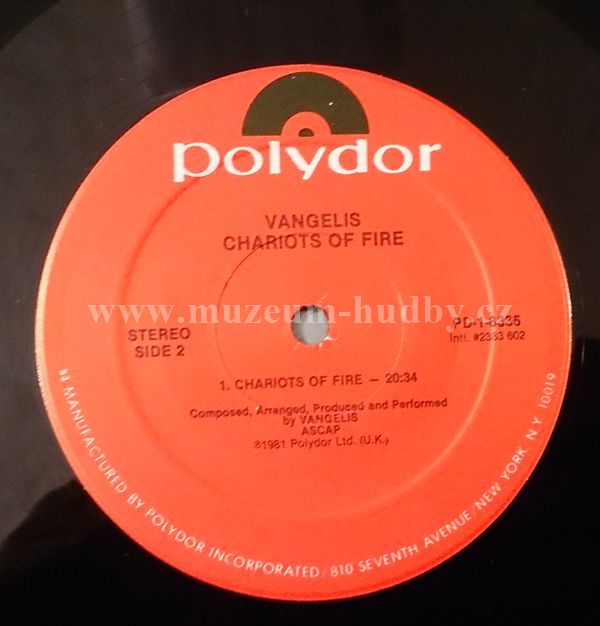 polydor
VANGELIS
CHARIOTS OF FIRE
www.muzeum-hudby.cz
STEREO
SIDE 2
PD-1-6335
Intl. #2383 602
1. CHARIOTS OF FIRE — 20:34
Composed, Arranged, Produced and Performed
by VANGELIS
ASCAP
℗1981 Polydor Ltd. (U.K.)
MANUFACTURED BY POLYDOR INCORPORATED / 810 SEVENTH AVENUE / NEW YORK, N.Y. 10019